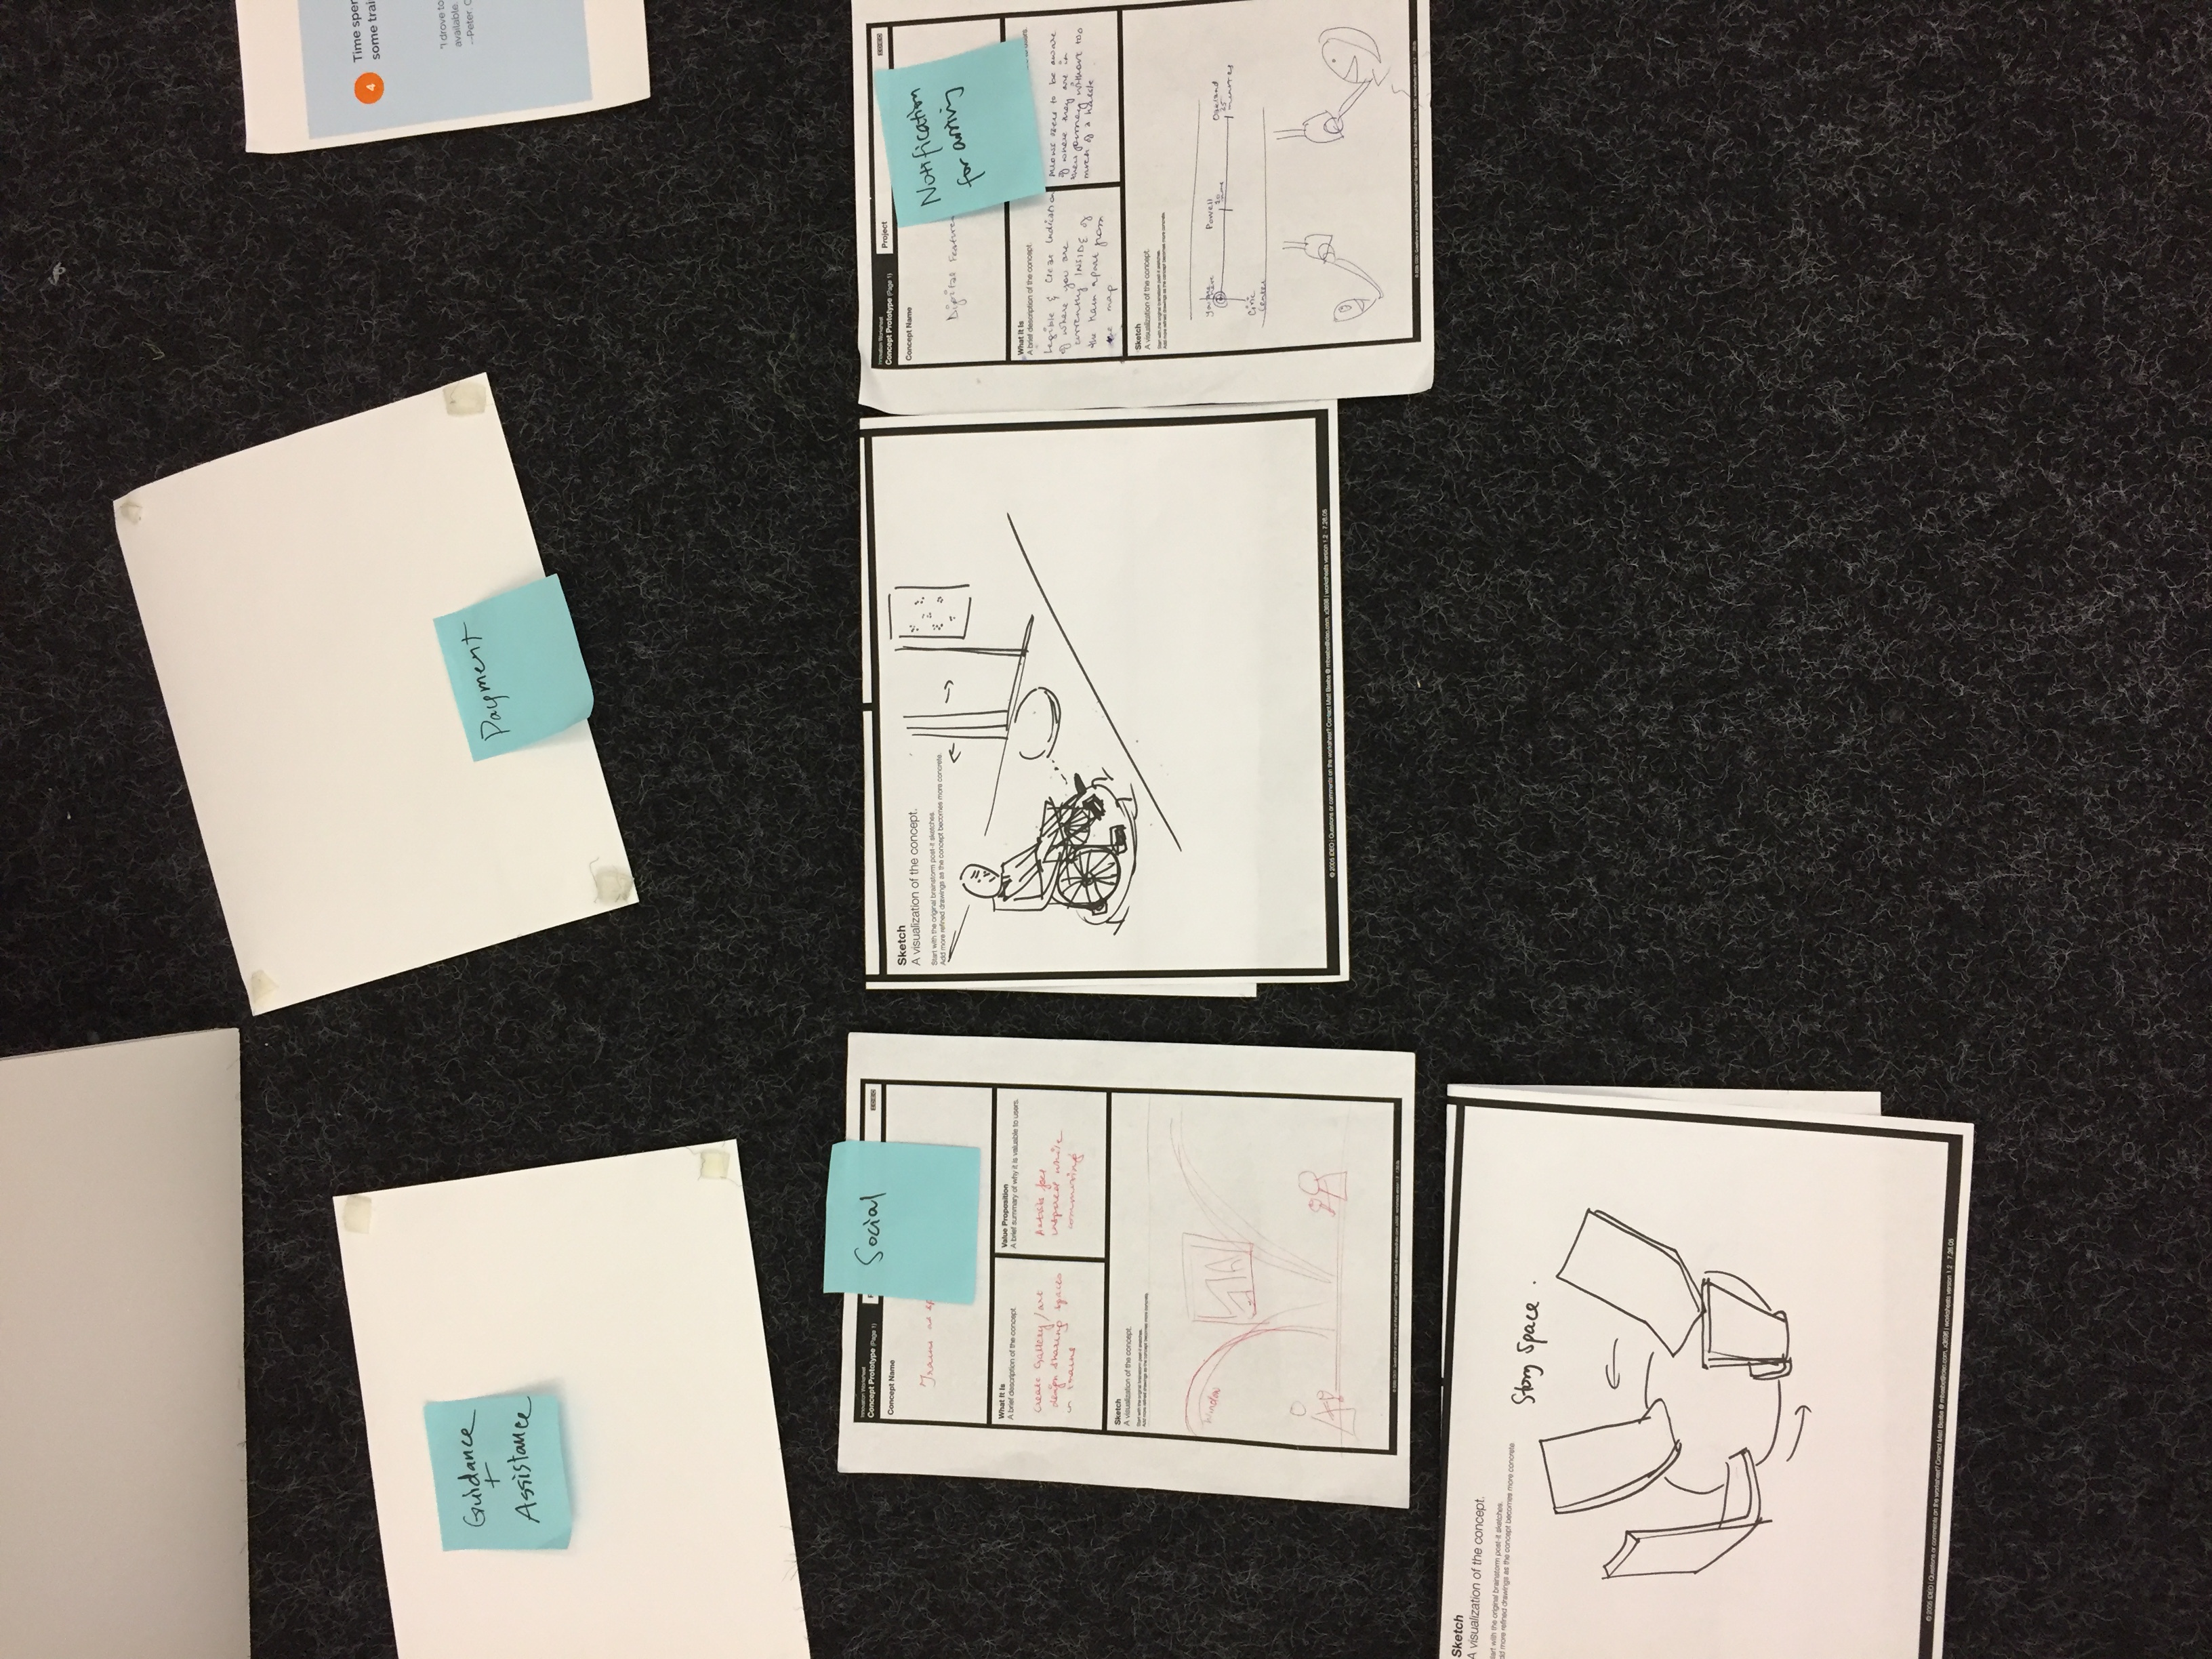 4
Time spen
some trai
"I drove to
available.
--Peter, C
Guidance
+
Assistance
Payment
Social
Innovation Worksheet
Concept Prototype (Page 1)
IDEO
Concept Name
Trains as sp
What It Is
A brief description of the concept.
Create Gallery/art
design sharing spaces
in trains
Value Proposition
A brief summary of why it is valuable to users.
Artists feel
inspired while
commuting
Sketch
A visualization of the concept.
Start with the original brainstorm post-it sketches.
Add more refined drawings as the concept becomes more concrete.
Window
Sketch
A visualization of the concept.
Start with the original brainstorm post-it sketches.
Add more refined drawings as the concept becomes more concrete.
© 2005 IDEO | Questions or comments on the worksheet? Contact Matt Beebe @ mbeebe@ideo.com, x3698 | worksheets version 1.2 - 7.26.05
Innovation Worksheet
Concept Prototype (Page 1)
Project
IDEO
Notification
for arriving
Concept Name
Digital Feature
What It Is
A brief description of the concept.
Legible & Clear Indication
of where you are
currently INSIDE of
the train apart from
the map
users.
Allows users to be aware
of where they are in
their journey without too
much of a hassle
Sketch
A visualization of the concept.
Start with the original brainstorm post-it sketches.
Add more refined drawings as the concept becomes more concrete.
Powell
10
Oakland
25
minutes
Civic
Center
Sketch
A visualization of the concept.
tart with the original brainstorm post-it sketches.
dd more refined drawings as the concept becomes more concrete.
Story Space.
© 2005 IDEO | Questions or comments on the worksheet? Contact Matt Beebe @ mbeebe@ideo.com, x3698 | worksheets version 1.2 - 7.26.05